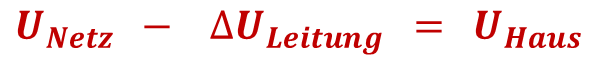 U_Netz − ΔU_Leitung = U_Haus